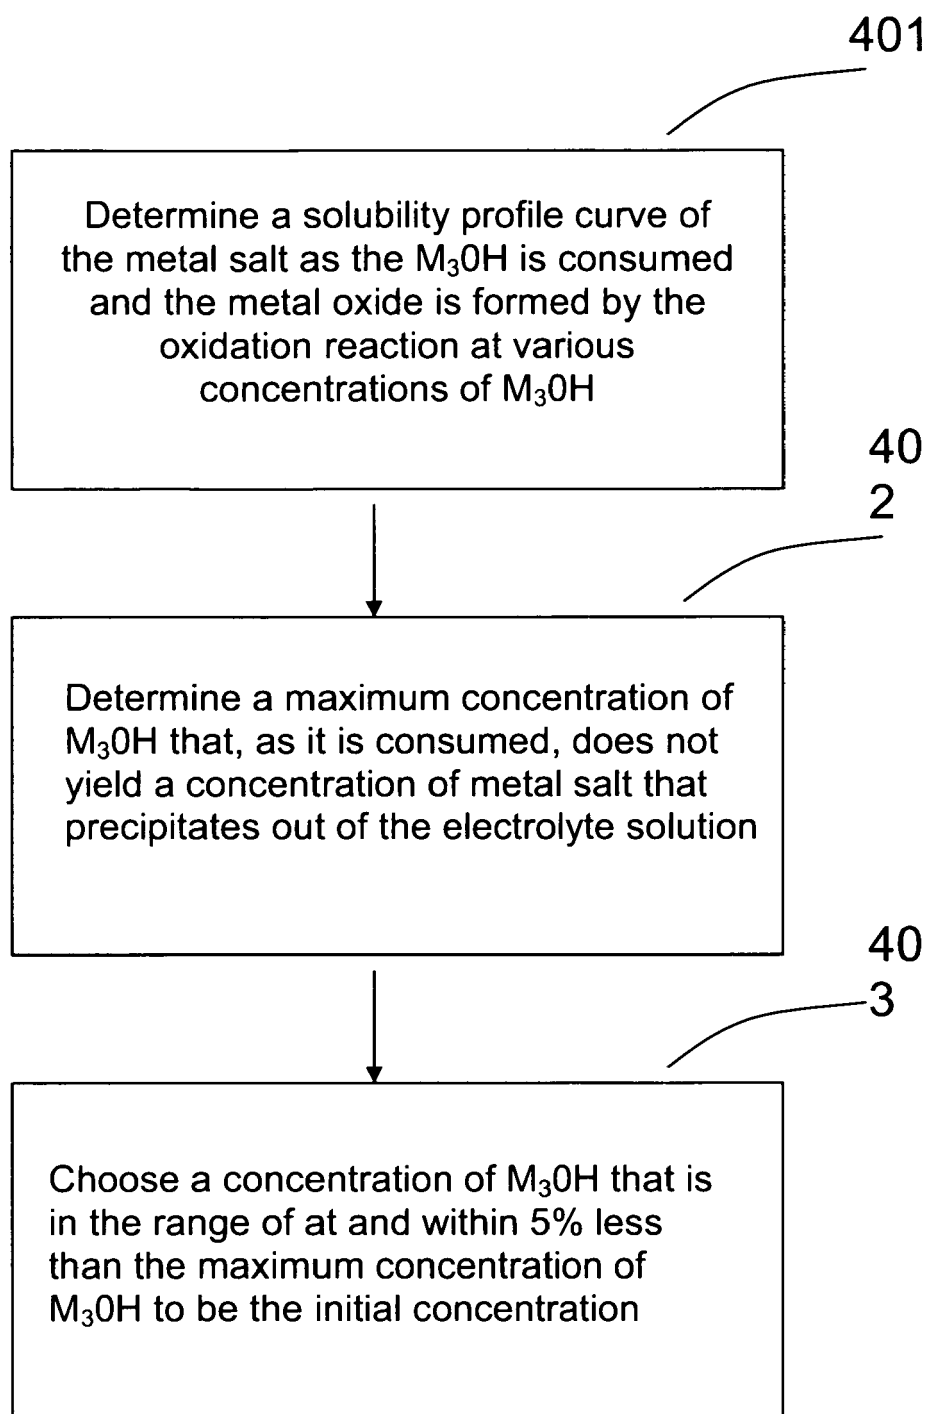 401
Determine a solubility profile curve of
the metal salt as the M₃0H is consumed
and the metal oxide is formed by the
oxidation reaction at various
concentrations of M₃0H
40
2
Determine a maximum concentration of
M₃0H that, as it is consumed, does not
yield a concentration of metal salt that
precipitates out of the electrolyte solution
40
3
Choose a concentration of M₃0H that is
in the range of at and within 5% less
than the maximum concentration of
M₃0H to be the initial concentration